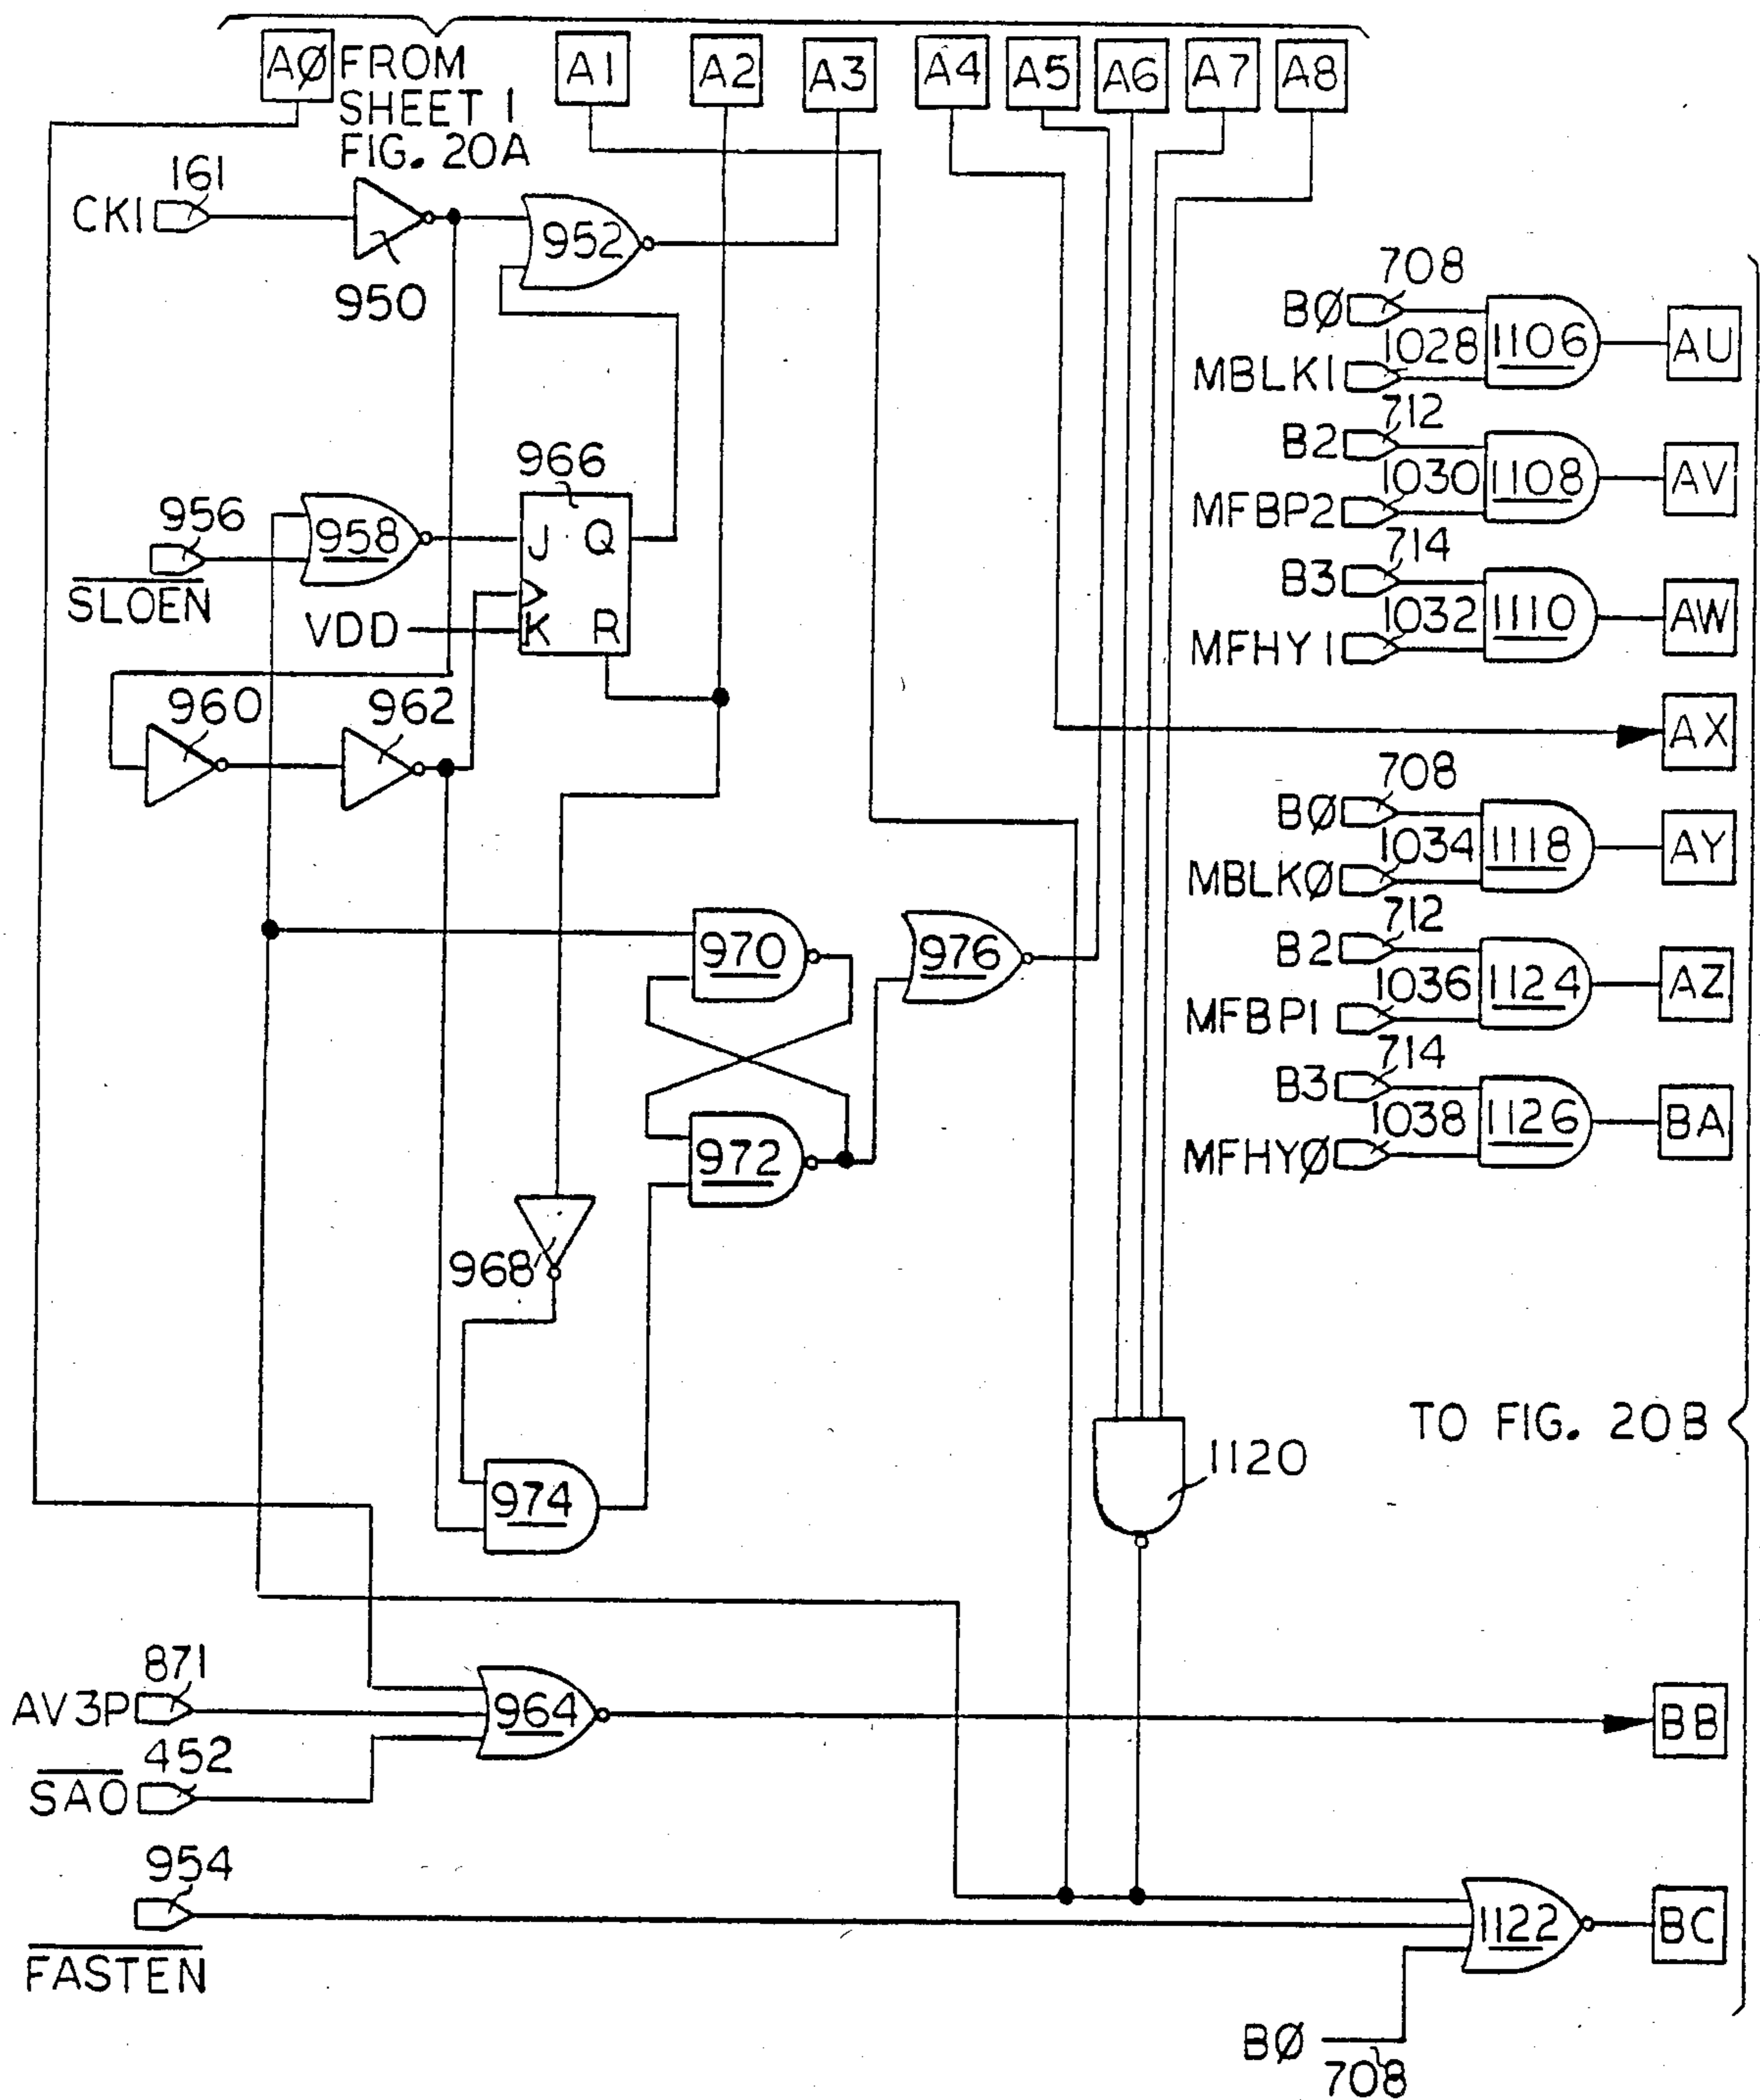 AØ FROM SHEET 1 FIG. 20A
A1
A2
A3
A4
A5
A6
A7
A8
161
CK1
950
952
708
BØ
1028
1106
AU
MBLK1
712
B2
1030
1108
AV
MFBP2
714
B3
1032
1110
AW
MFHY1
966
956
958
J Q
SLOEN
VDD
K R
960
962
AX
708
BØ
1034
1118
AY
MBLKØ
712
B2
1036
1124
AZ
MFBP1
714
B3
1038
1126
BA
MFHYØ
970
976
972
968
974
1120
TO FIG. 20B
871
AV3P
964
BB
452
SAO
954
FASTEN
1122
BC
BØ
708